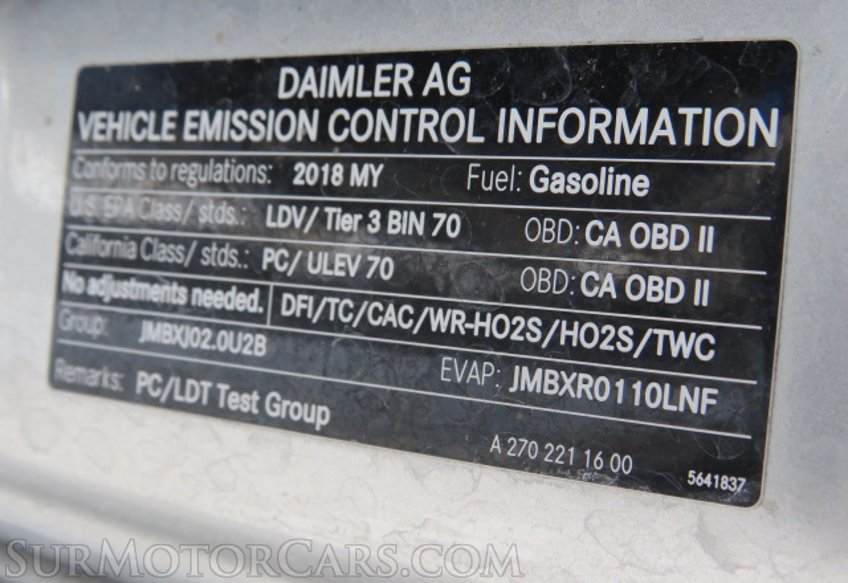 DAIMLER AG
VEHICLE EMISSION CONTROL INFORMATION
Conforms to regulations: 2018 MY Fuel: Gasoline
U.S. EPA Class/ stds.: LDV/ Tier 3 BIN 70 OBD: CA OBD II
California Class/ stds.: PC/ ULEV 70 OBD: CA OBD II
No adjustments needed. DFI/TC/CAC/WR-HO2S/HO2S/TWC
Group: JMBXJ02.0U2B EVAP: JMBXR0110LNF
Remarks: PC/LDT Test Group
A 270 221 16 00 5641837
SurMotorCars.com